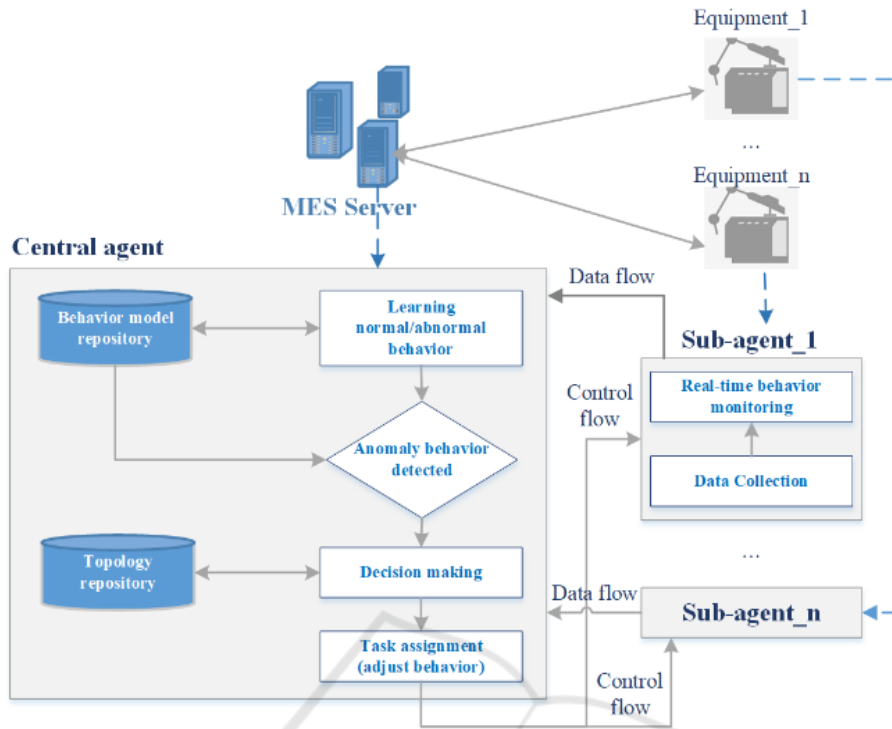 Equipment_1
...
Equipment_n
MES Server
Central agent
Behavior model
repository
Learning
normal/abnormal
behavior
Anomaly behavior
detected
Topology
repository
Decision making
Task assignment
(adjust behavior)
Data flow
Sub-agent_1
Control
flow
Real-time behavior
monitoring
Data Collection
...
Data flow
Sub-agent_n
Control
flow